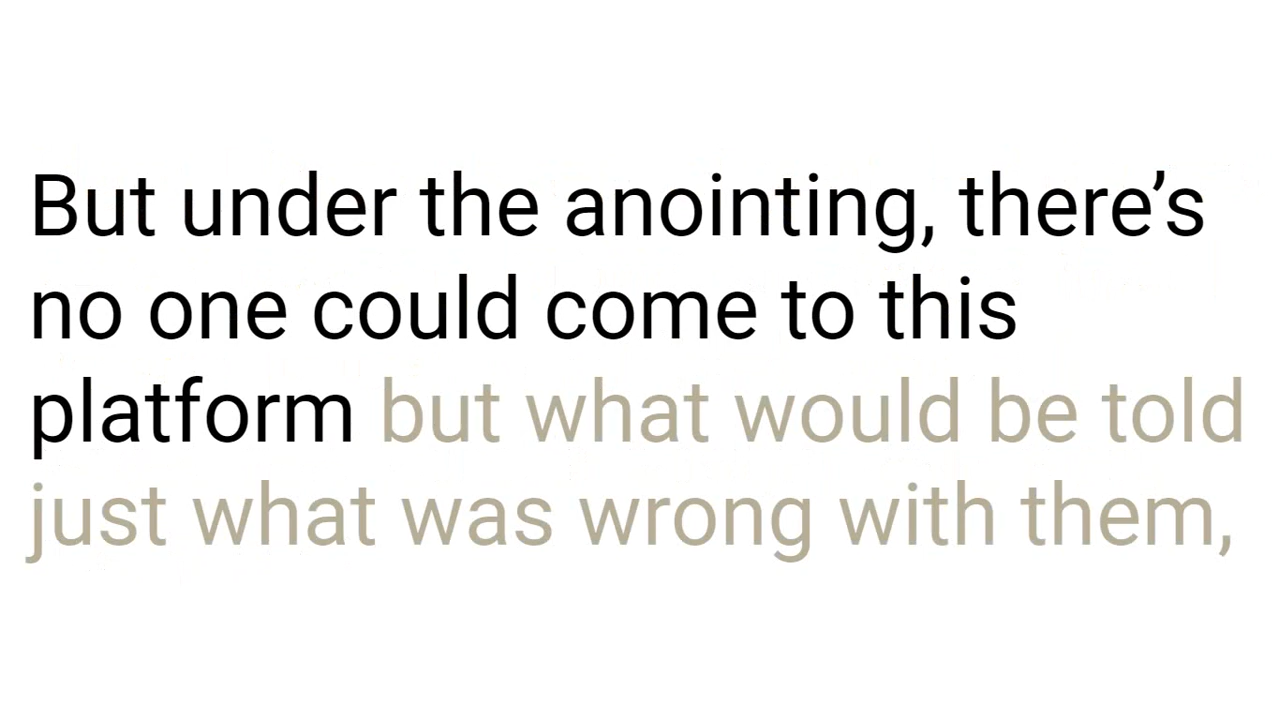 But under the anointing, there’s
no one could come to this
platform but what would be told
just what was wrong with them,